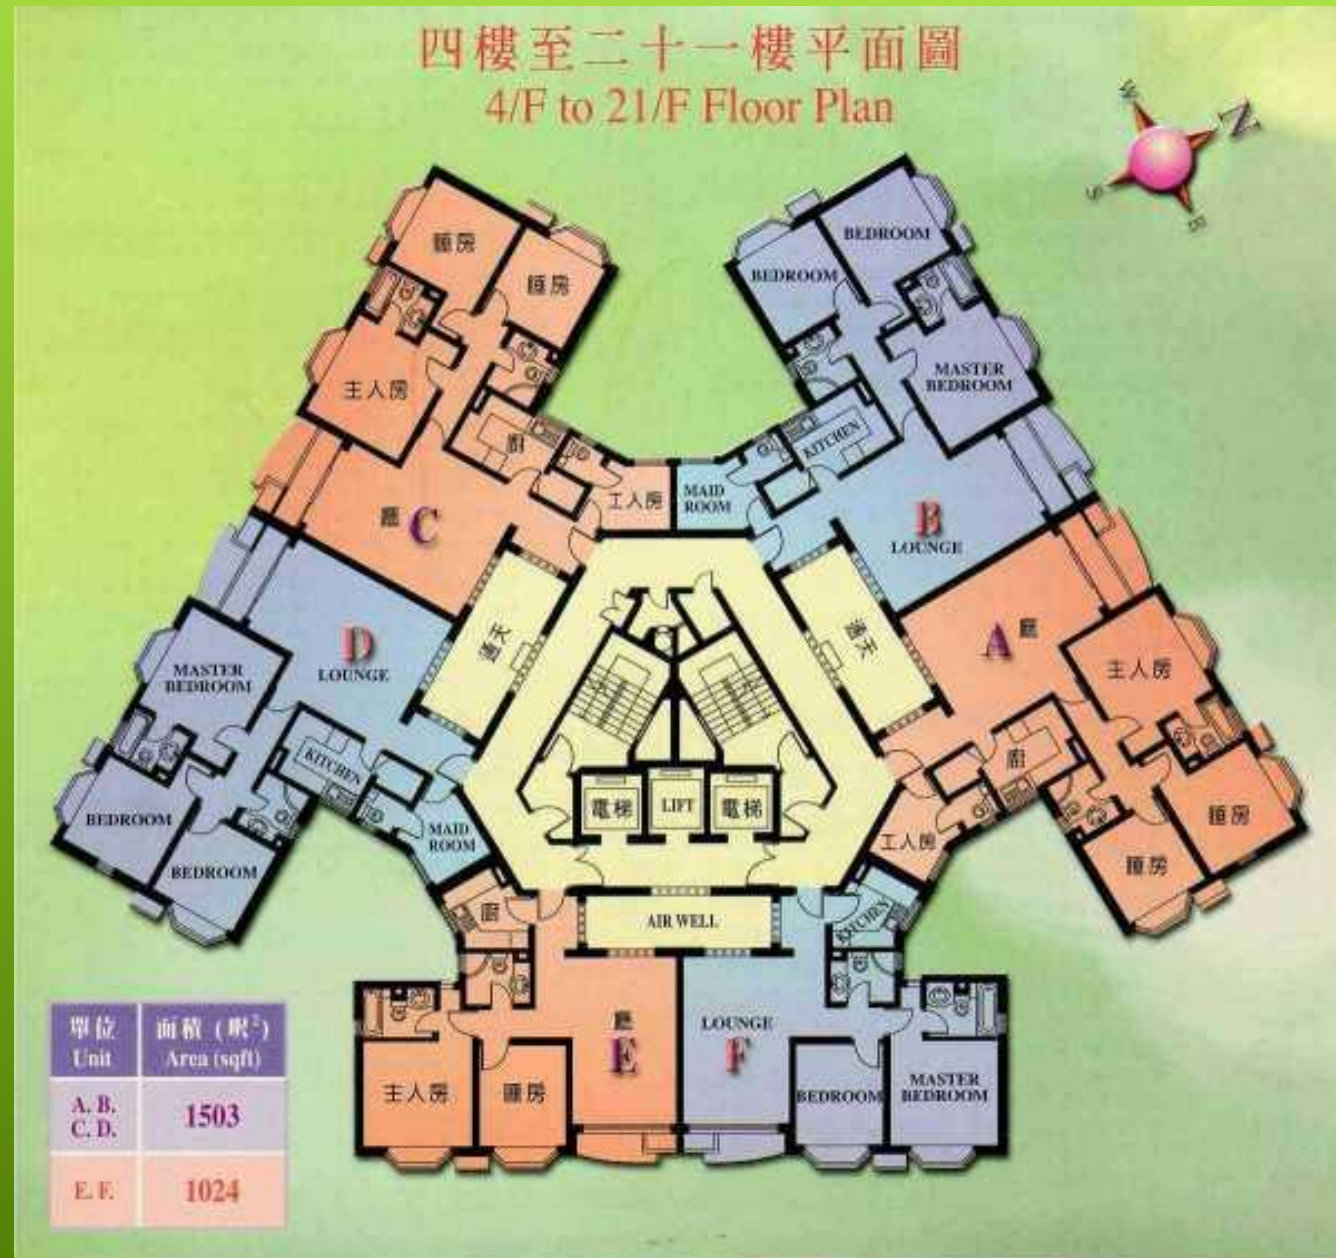 四樓至二十一樓平面圖
4/F to 21/F Floor Plan
W
N
S
E
睡房
睡房
主人房
廚
工人房
廳
C
BEDROOM
BEDROOM
MASTER
BEDROOM
KITCHEN
MAID
ROOM
B
LOUNGE
D
LOUNGE
MASTER
BEDROOM
KITCHEN
BEDROOM
BEDROOM
MAID
ROOM
通天
通天
A
廳
主人房
廚
睡房
睡房
工人房
電梯
LIFT
電梯
AIR WELL
廚
廳
E
主人房
睡房
KITCHEN
LOUNGE
F
BEDROOM
MASTER
BEDROOM
單位
Unit
面積 (呎²)
Area (sqft)
A. B.
C. D.
1503
E. F.
1024